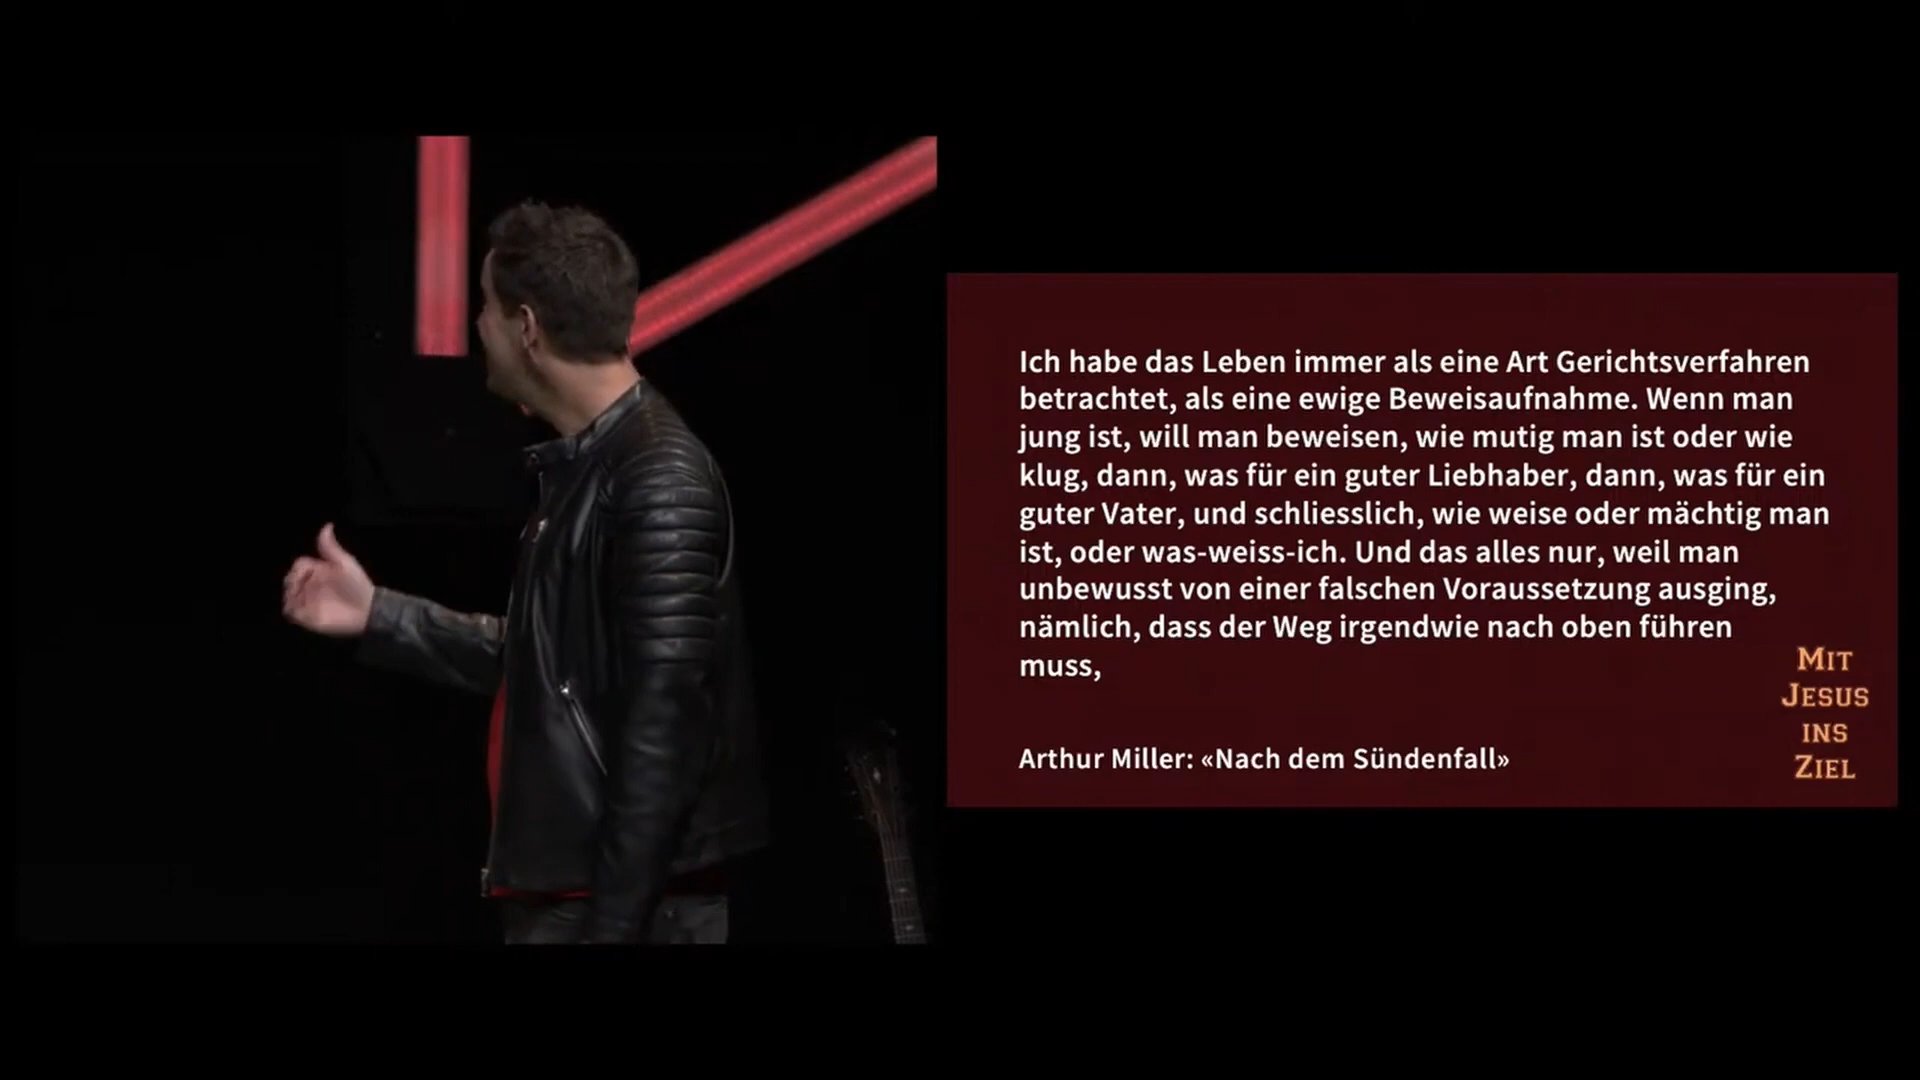 Ich habe das Leben immer als eine Art Gerichtsverfahren
betrachtet, als eine ewige Beweisaufnahme. Wenn man
jung ist, will man beweisen, wie mutig man ist oder wie
klug, dann, was für ein guter Liebhaber, dann, was für ein
guter Vater, und schliesslich, wie weise oder mächtig man
ist, oder was-weiss-ich. Und das alles nur, weil man
unbewusst von einer falschen Voraussetzung ausging,
nämlich, dass der Weg irgendwie nach oben führen
muss,
Arthur Miller: «Nach dem Sündenfall»
MIT
JESUS
INS
ZIEL